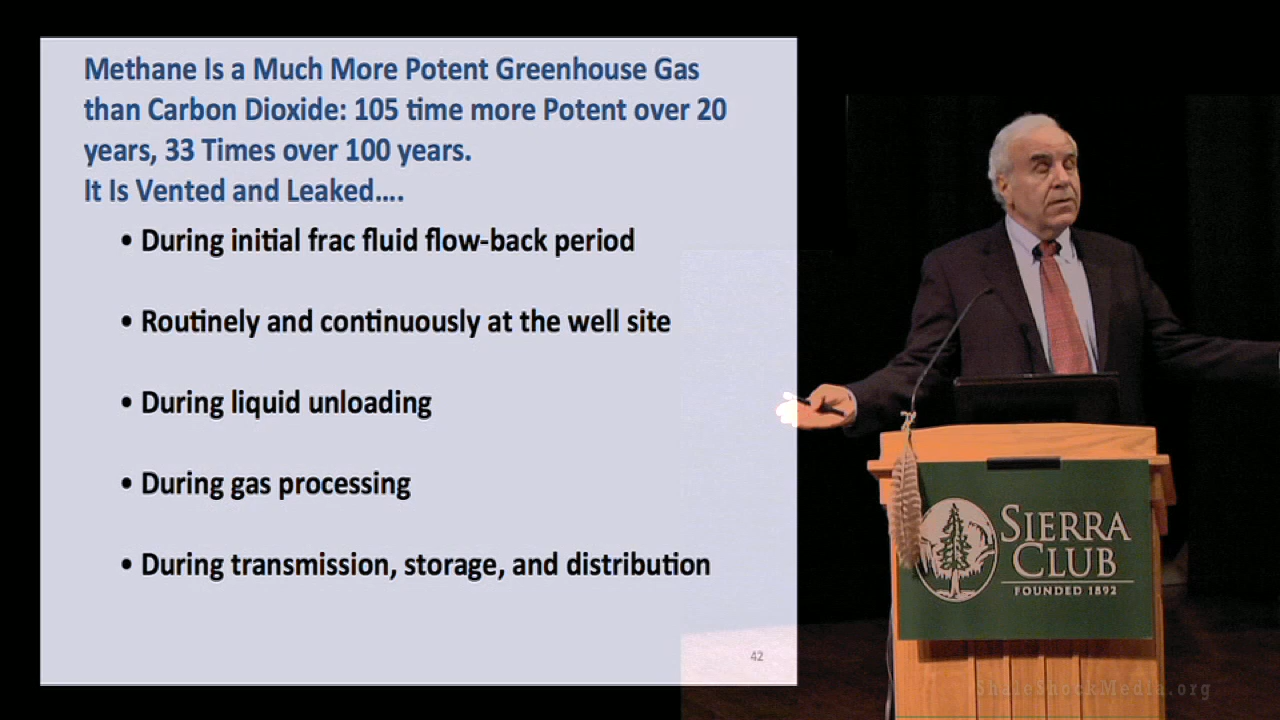 Methane Is a Much More Potent Greenhouse Gas
than Carbon Dioxide: 105 time more Potent over 20
years, 33 Times over 100 years.
It Is Vented and Leaked....
• During initial frac fluid flow-back period
• Routinely and continuously at the well site
• During liquid unloading
• During gas processing
• During transmission, storage, and distribution
42
SIERRA
CLUB
FOUNDED 1892
ShaleShockMedia.org